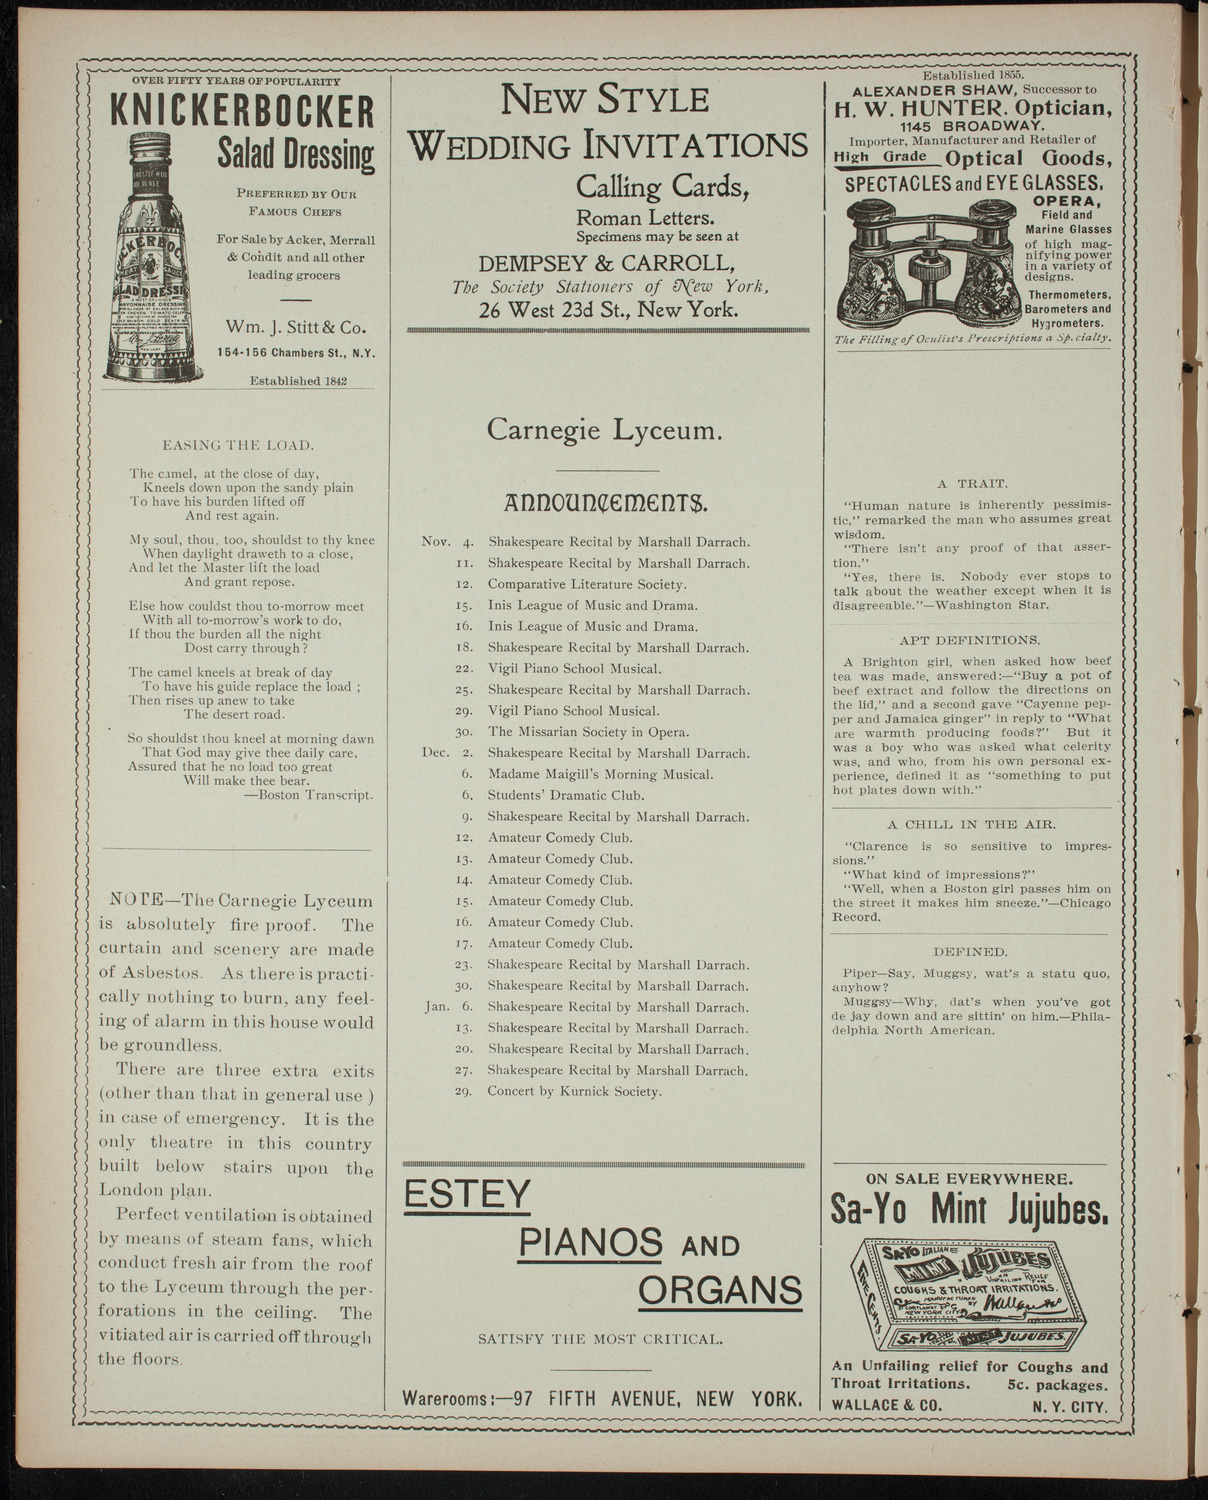 OVER FIFTY YEARS OF POPULARITY
KNICKERBOCKER
Salad Dressing
PREFERRED BY OUR
FAMOUS CHEFS
For Sale by Acker, Merrall
& Condit and all other
leading grocers
Wm. J. Stitt & Co.
154-156 Chambers St., N.Y.
Established 1842
EASING THE LOAD.
The camel, at the close of day,
Kneels down upon the sandy plain
To have his burden lifted off
And rest again.
My soul, thou, too, shouldst to thy knee
When daylight draweth to a close,
And let the Master lift the load
And grant repose.
Else how couldst thou to-morrow meet
With all to-morrow's work to do,
If thou the burden all the night
Dost carry through?
The camel kneels at break of day
To have his guide replace the load ;
Then rises up anew to take
The desert road.
So shouldst thou kneel at morning dawn
That God may give thee daily care,
Assured that he no load too great
Will make thee bear.
—Boston Transcript.
NOTE—The Carnegie Lyceum
is absolutely fire proof. The
curtain and scenery are made
of Asbestos. As there is practi-
cally nothing to burn, any feel-
ing of alarm in this house would
be groundless.
There are three extra exits
(other than that in general use )
in case of emergency. It is the
only theatre in this country
built below stairs upon the
London plan.
Perfect ventilation is obtained
by means of steam fans, which
conduct fresh air from the roof
to the Lyceum through the per-
forations in the ceiling. The
vitiated air is carried off through
the floors.
NEW STYLE
WEDDING INVITATIONS
Calling Cards,
Roman Letters.
Specimens may be seen at
DEMPSEY & CARROLL,
The Society Stationers of New York,
26 West 23d St., New York.
Carnegie Lyceum.
ANNOUNCEMENTS.
Nov. 4. Shakespeare Recital by Marshall Darrach.
11. Shakespeare Recital by Marshall Darrach.
12. Comparative Literature Society.
15. Inis League of Music and Drama.
16. Inis League of Music and Drama.
18. Shakespeare Recital by Marshall Darrach.
22. Vigil Piano School Musical.
25. Shakespeare Recital by Marshall Darrach.
29. Vigil Piano School Musical.
30. The Missarian Society in Opera.
Dec. 2. Shakespeare Recital by Marshall Darrach.
6. Madame Maigill's Morning Musical.
6. Students' Dramatic Club.
9. Shakespeare Recital by Marshall Darrach.
12. Amateur Comedy Club.
13. Amateur Comedy Club.
14. Amateur Comedy Club.
15. Amateur Comedy Club.
16. Amateur Comedy Club.
17. Amateur Comedy Club.
23. Shakespeare Recital by Marshall Darrach.
30. Shakespeare Recital by Marshall Darrach.
Jan. 6. Shakespeare Recital by Marshall Darrach.
13. Shakespeare Recital by Marshall Darrach.
20. Shakespeare Recital by Marshall Darrach.
27. Shakespeare Recital by Marshall Darrach.
29. Concert by Kurnick Society.
ESTEY
PIANOS AND
ORGANS
SATISFY THE MOST CRITICAL.
Warerooms:—97 FIFTH AVENUE, NEW YORK.
Established 1855.
ALEXANDER SHAW, Successor to
H. W. HUNTER. Optician,
1145 BROADWAY.
Importer, Manufacturer and Retailer of
High Grade Optical Goods,
SPECTACLES and EYE GLASSES,
OPERA,
Field and
Marine Glasses
of high mag-
nifying power
in a variety of
designs.
Thermometers,
Barometers and
Hygrometers.
The Filling of Oculist's Prescriptions a Sp.cialty.
A TRAIT.
"Human nature is inherently pessimis-
tic," remarked the man who assumes great
wisdom.
"There isn't any proof of that asser-
tion."
"Yes, there is. Nobody ever stops to
talk about the weather except when it is
disagreeable."—Washington Star.
APT DEFINITIONS.
A Brighton girl, when asked how beef
tea was made, answered:—"Buy a pot of
beef extract and follow the directions on
the lid," and a second gave "Cayenne pep-
per and Jamaica ginger" in reply to "What
are warmth producing foods?" But it
was a boy who was asked what celerity
was, and who, from his own personal ex-
perience, defined it as "something to put
hot plates down with."
A CHILL IN THE AIR.
"Clarence is so sensitive to impres-
sions."
"What kind of impressions?"
"Well, when a Boston girl passes him on
the street it makes him sneeze."—Chicago
Record.
DEFINED.
Piper—Say, Muggsy, wat's a statu quo,
anyhow?
Muggsy—Why, dat's when you've got
de jay down and are sittin' on him.—Phila-
delphia North American.
ON SALE EVERYWHERE.
Sa-Yo Mint Jujubes.
SA-YO ITALIAN
MINT JUJUBES
AN
UNFAILING RELIEF
FOR
COUGHS & THROAT IRRITATIONS.
MANUFACTURED
BY
NEW YORK CITY
FIVE CENTS
SA-YO MINT JUJUBES
An Unfailing relief for Coughs and
Throat Irritations. 5c. packages.
WALLACE & CO. N. Y. CITY.